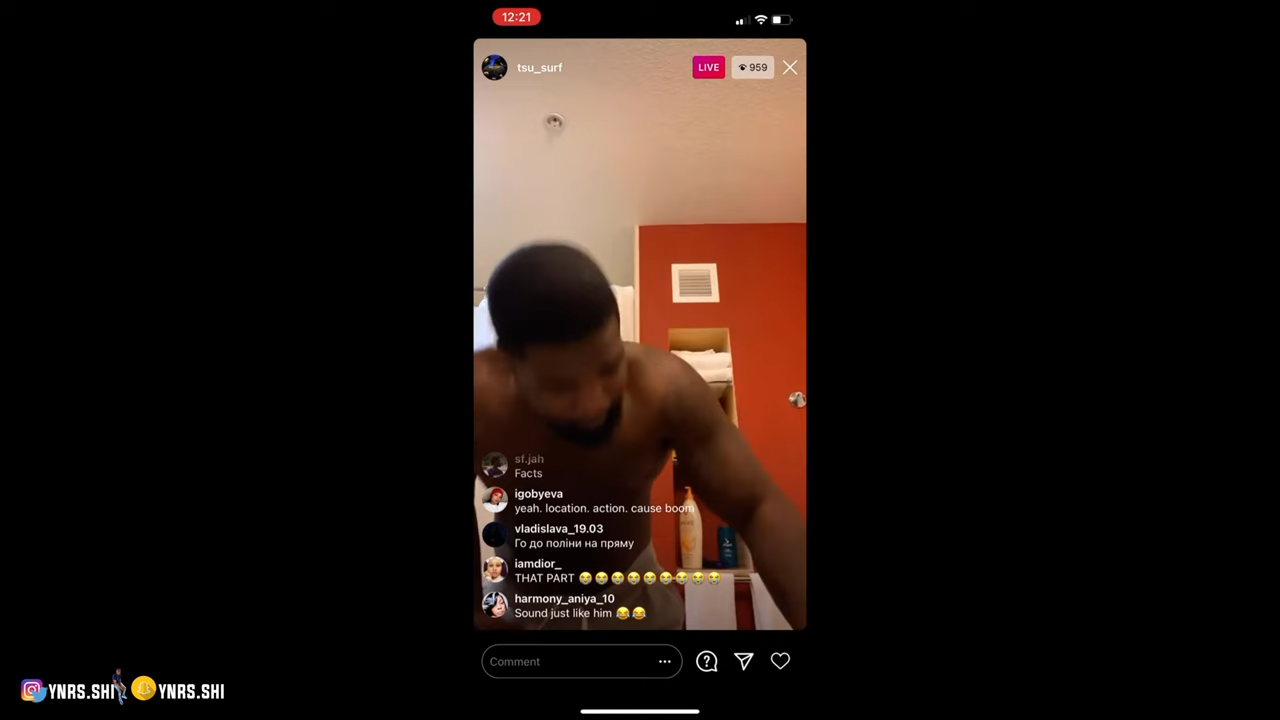 12:21
tsu_surf
LIVE
959
sf.jah
Facts
igobyeva
yeah. location. action. cause boom
vladislava_19.03
Го до поліни на пряму
iamdior_
THAT PART 😭😭😭😭😭😭😭😭😭
harmony_aniya_10
Sound just like him 😂😂
Comment
YNRS.SHI YNRS.SHI